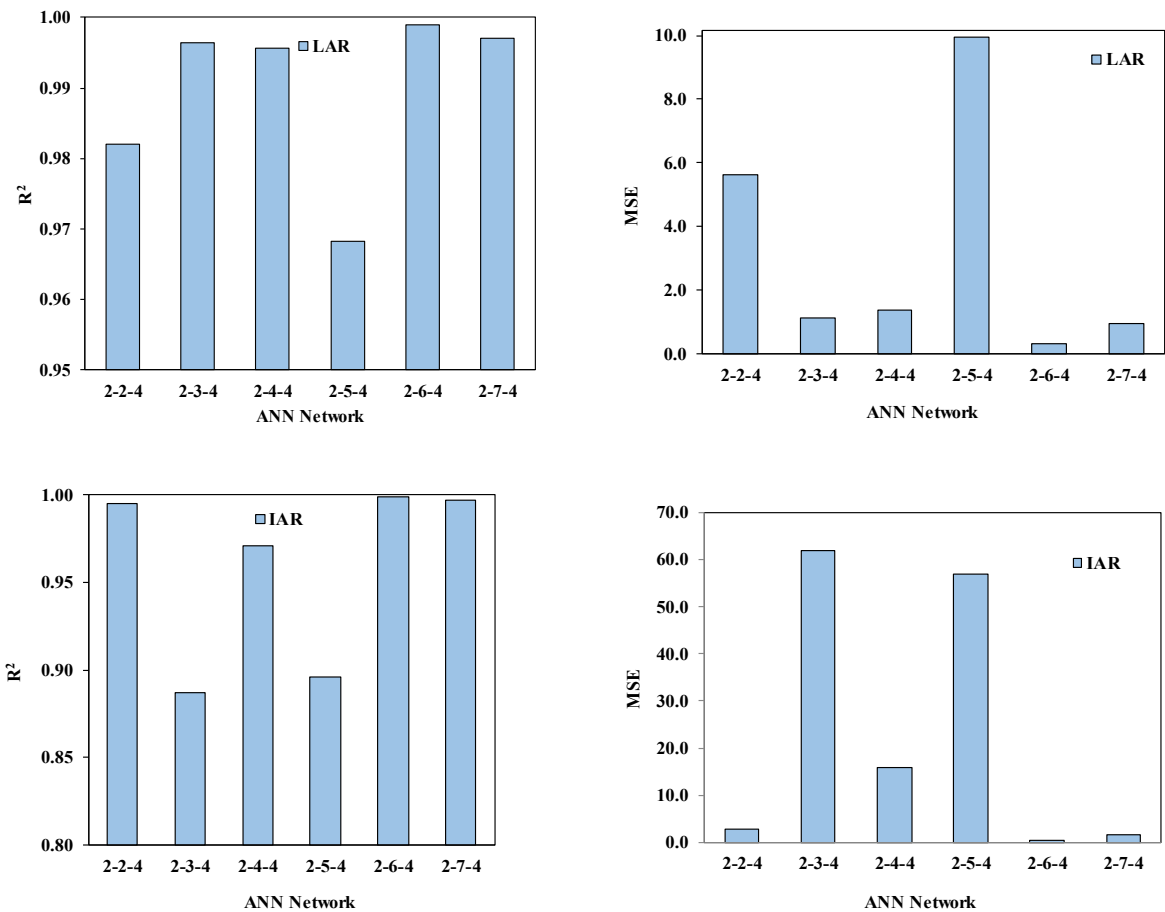 1.00
0.99
0.98
0.97
0.96
0.95
R²
LAR
2-2-4 2-3-4 2-4-4 2-5-4 2-6-4 2-7-4
ANN Network
10.0
8.0
6.0
4.0
2.0
0.0
MSE
LAR
2-2-4 2-3-4 2-4-4 2-5-4 2-6-4 2-7-4
ANN Network
1.00
0.95
0.90
0.85
0.80
R²
IAR
2-2-4 2-3-4 2-4-4 2-5-4 2-6-4 2-7-4
ANN Network
70.0
60.0
50.0
40.0
30.0
20.0
10.0
0.0
MSE
IAR
2-2-4 2-3-4 2-4-4 2-5-4 2-6-4 2-7-4
ANN Network